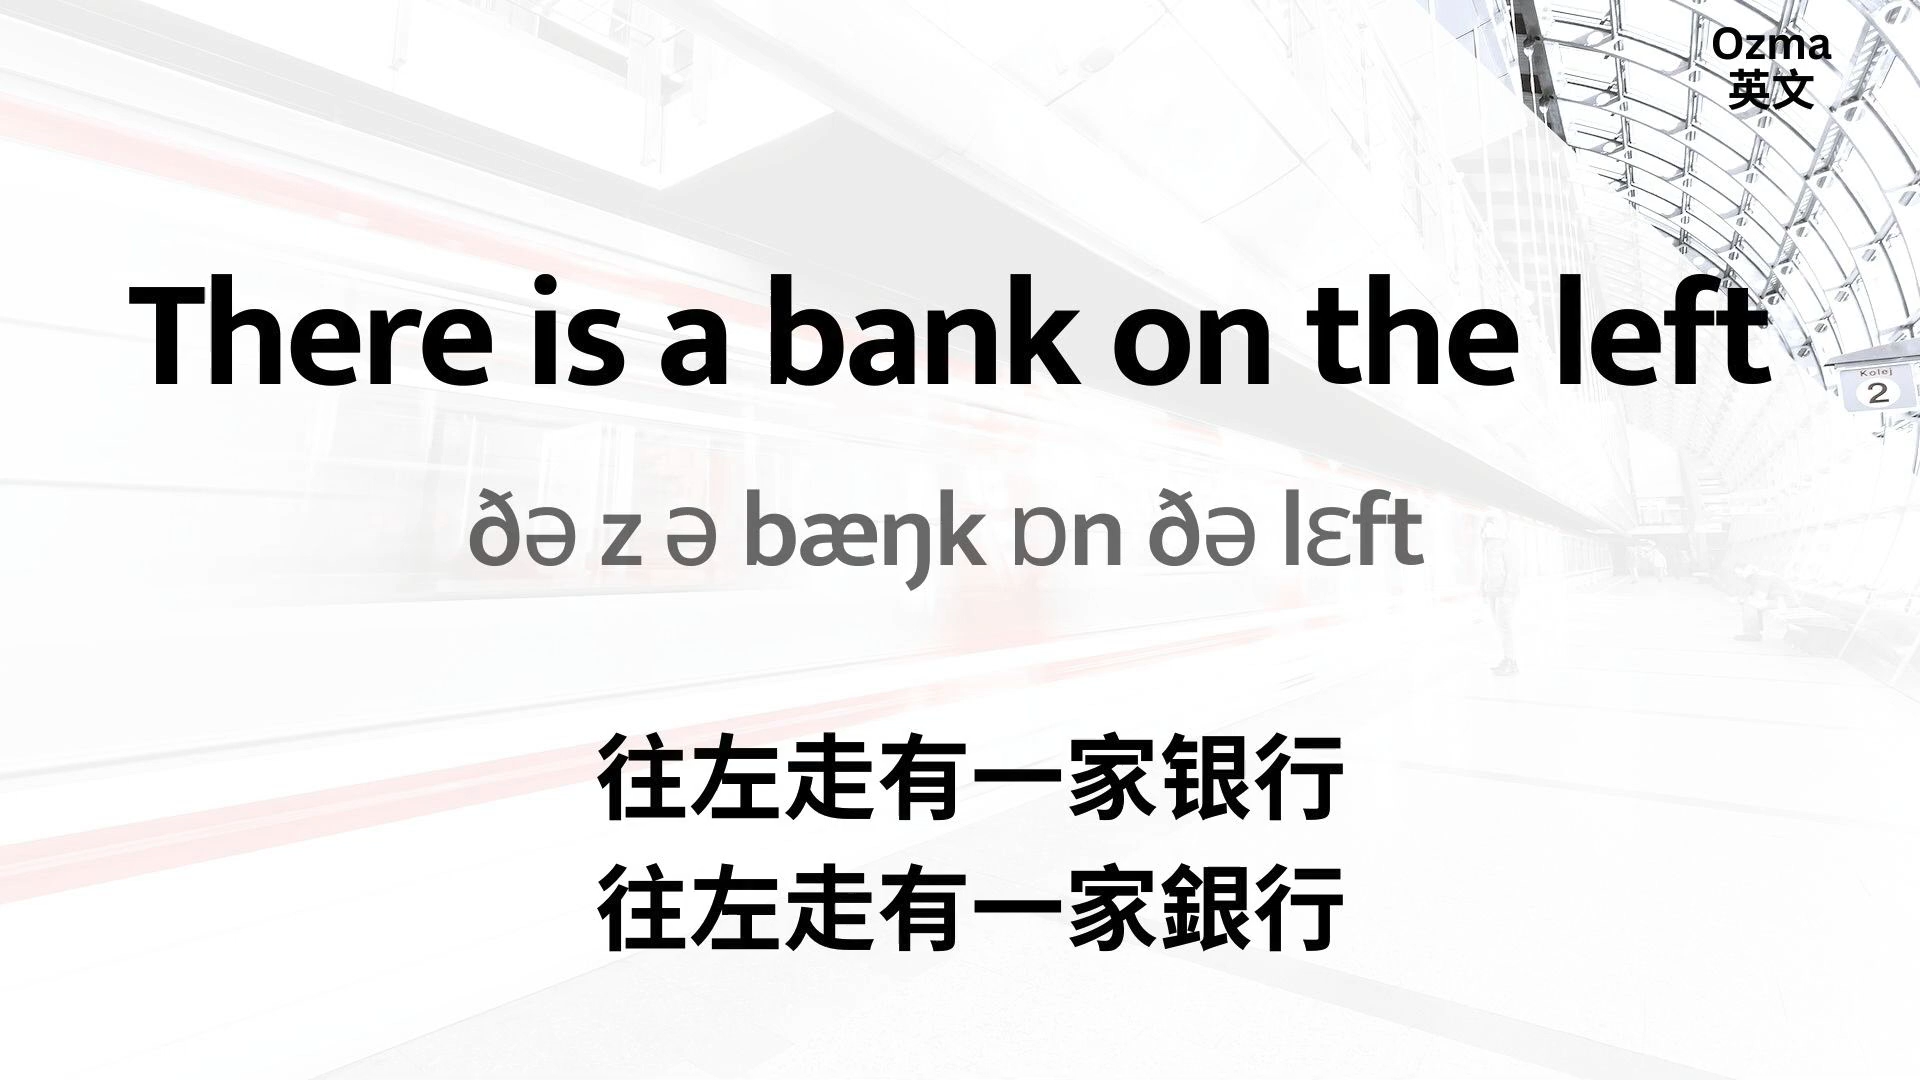 Ozma
英文
There is a bank on the left
ðə z ə bæŋk ɒn ðə lɛft
Kolej
2
往左走有一家银行
往左走有一家銀行